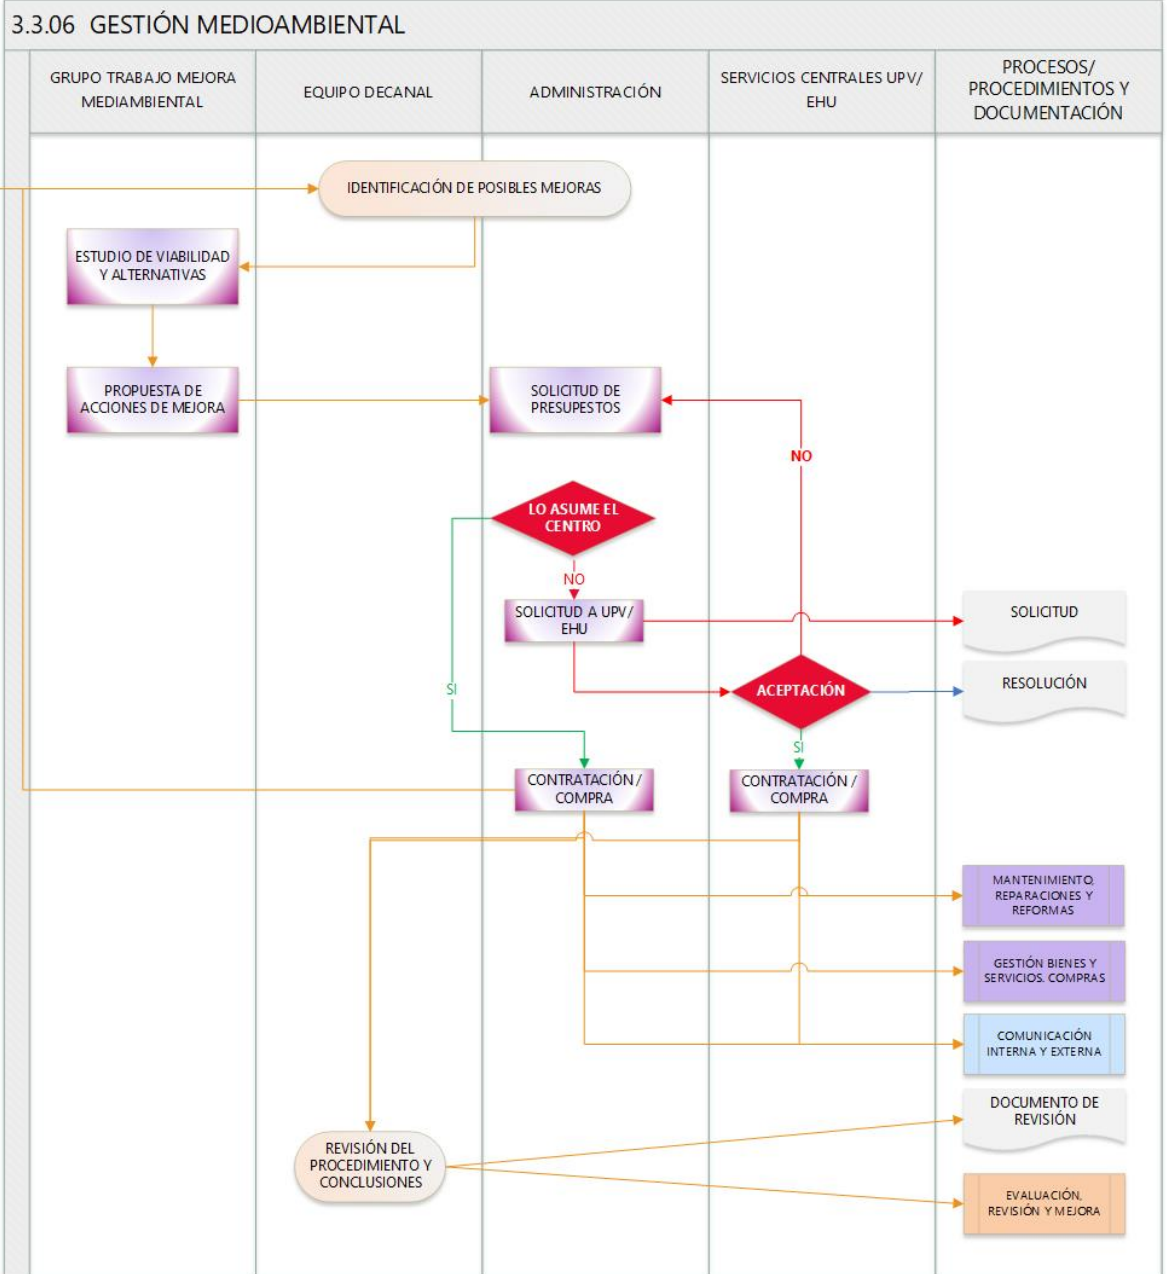 3.3.06 GESTIÓN MEDIOAMBIENTAL
GRUPO TRABAJO MEJORA
MEDIAMBIENTAL
EQUIPO DECANAL
ADMINISTRACIÓN
SERVICIOS CENTRALES UPV/
EHU
PROCESOS/
PROCEDIMIENTOS Y
DOCUMENTACIÓN
IDENTIFICACIÓN DE POSIBLES MEJORAS
ESTUDIO DE VIABILIDAD
Y ALTERNATIVAS
PROPUESTA DE
ACCIONES DE MEJORA
SOLICITUD DE
PRESUPESTOS
NO
LO ASUME EL
CENTRO
NO
SOLICITUD A UPV/
EHU
SOLICITUD
RESOLUCIÓN
ACEPTACIÓN
SI
SI
CONTRATACIÓN /
COMPRA
CONTRATACIÓN /
COMPRA
MANTENIMIENTO,
REPARACIONES Y
REFORMAS
GESTIÓN BIENES Y
SERVICIOS. COMPRAS
COMUNICACIÓN
INTERNA Y EXTERNA
DOCUMENTO DE
REVISIÓN
REVISIÓN DEL
PROCEDIMIENTO Y
CONCLUSIONES
EVALUACIÓN,
REVISIÓN Y MEJORA